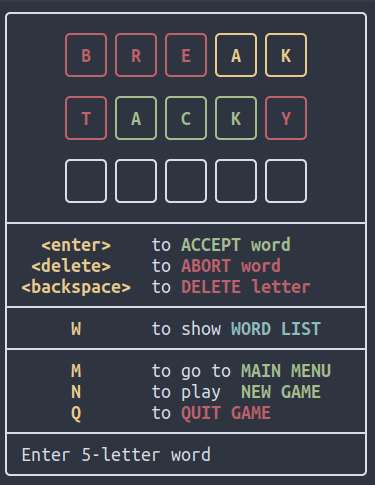 B R E A K
T A C K Y
<enter> to ACCEPT word
<delete> to ABORT word
<backspace> to DELETE letter
W to show WORD LIST
M to go to MAIN MENU
N to play NEW GAME
Q to QUIT GAME
Enter 5-letter word